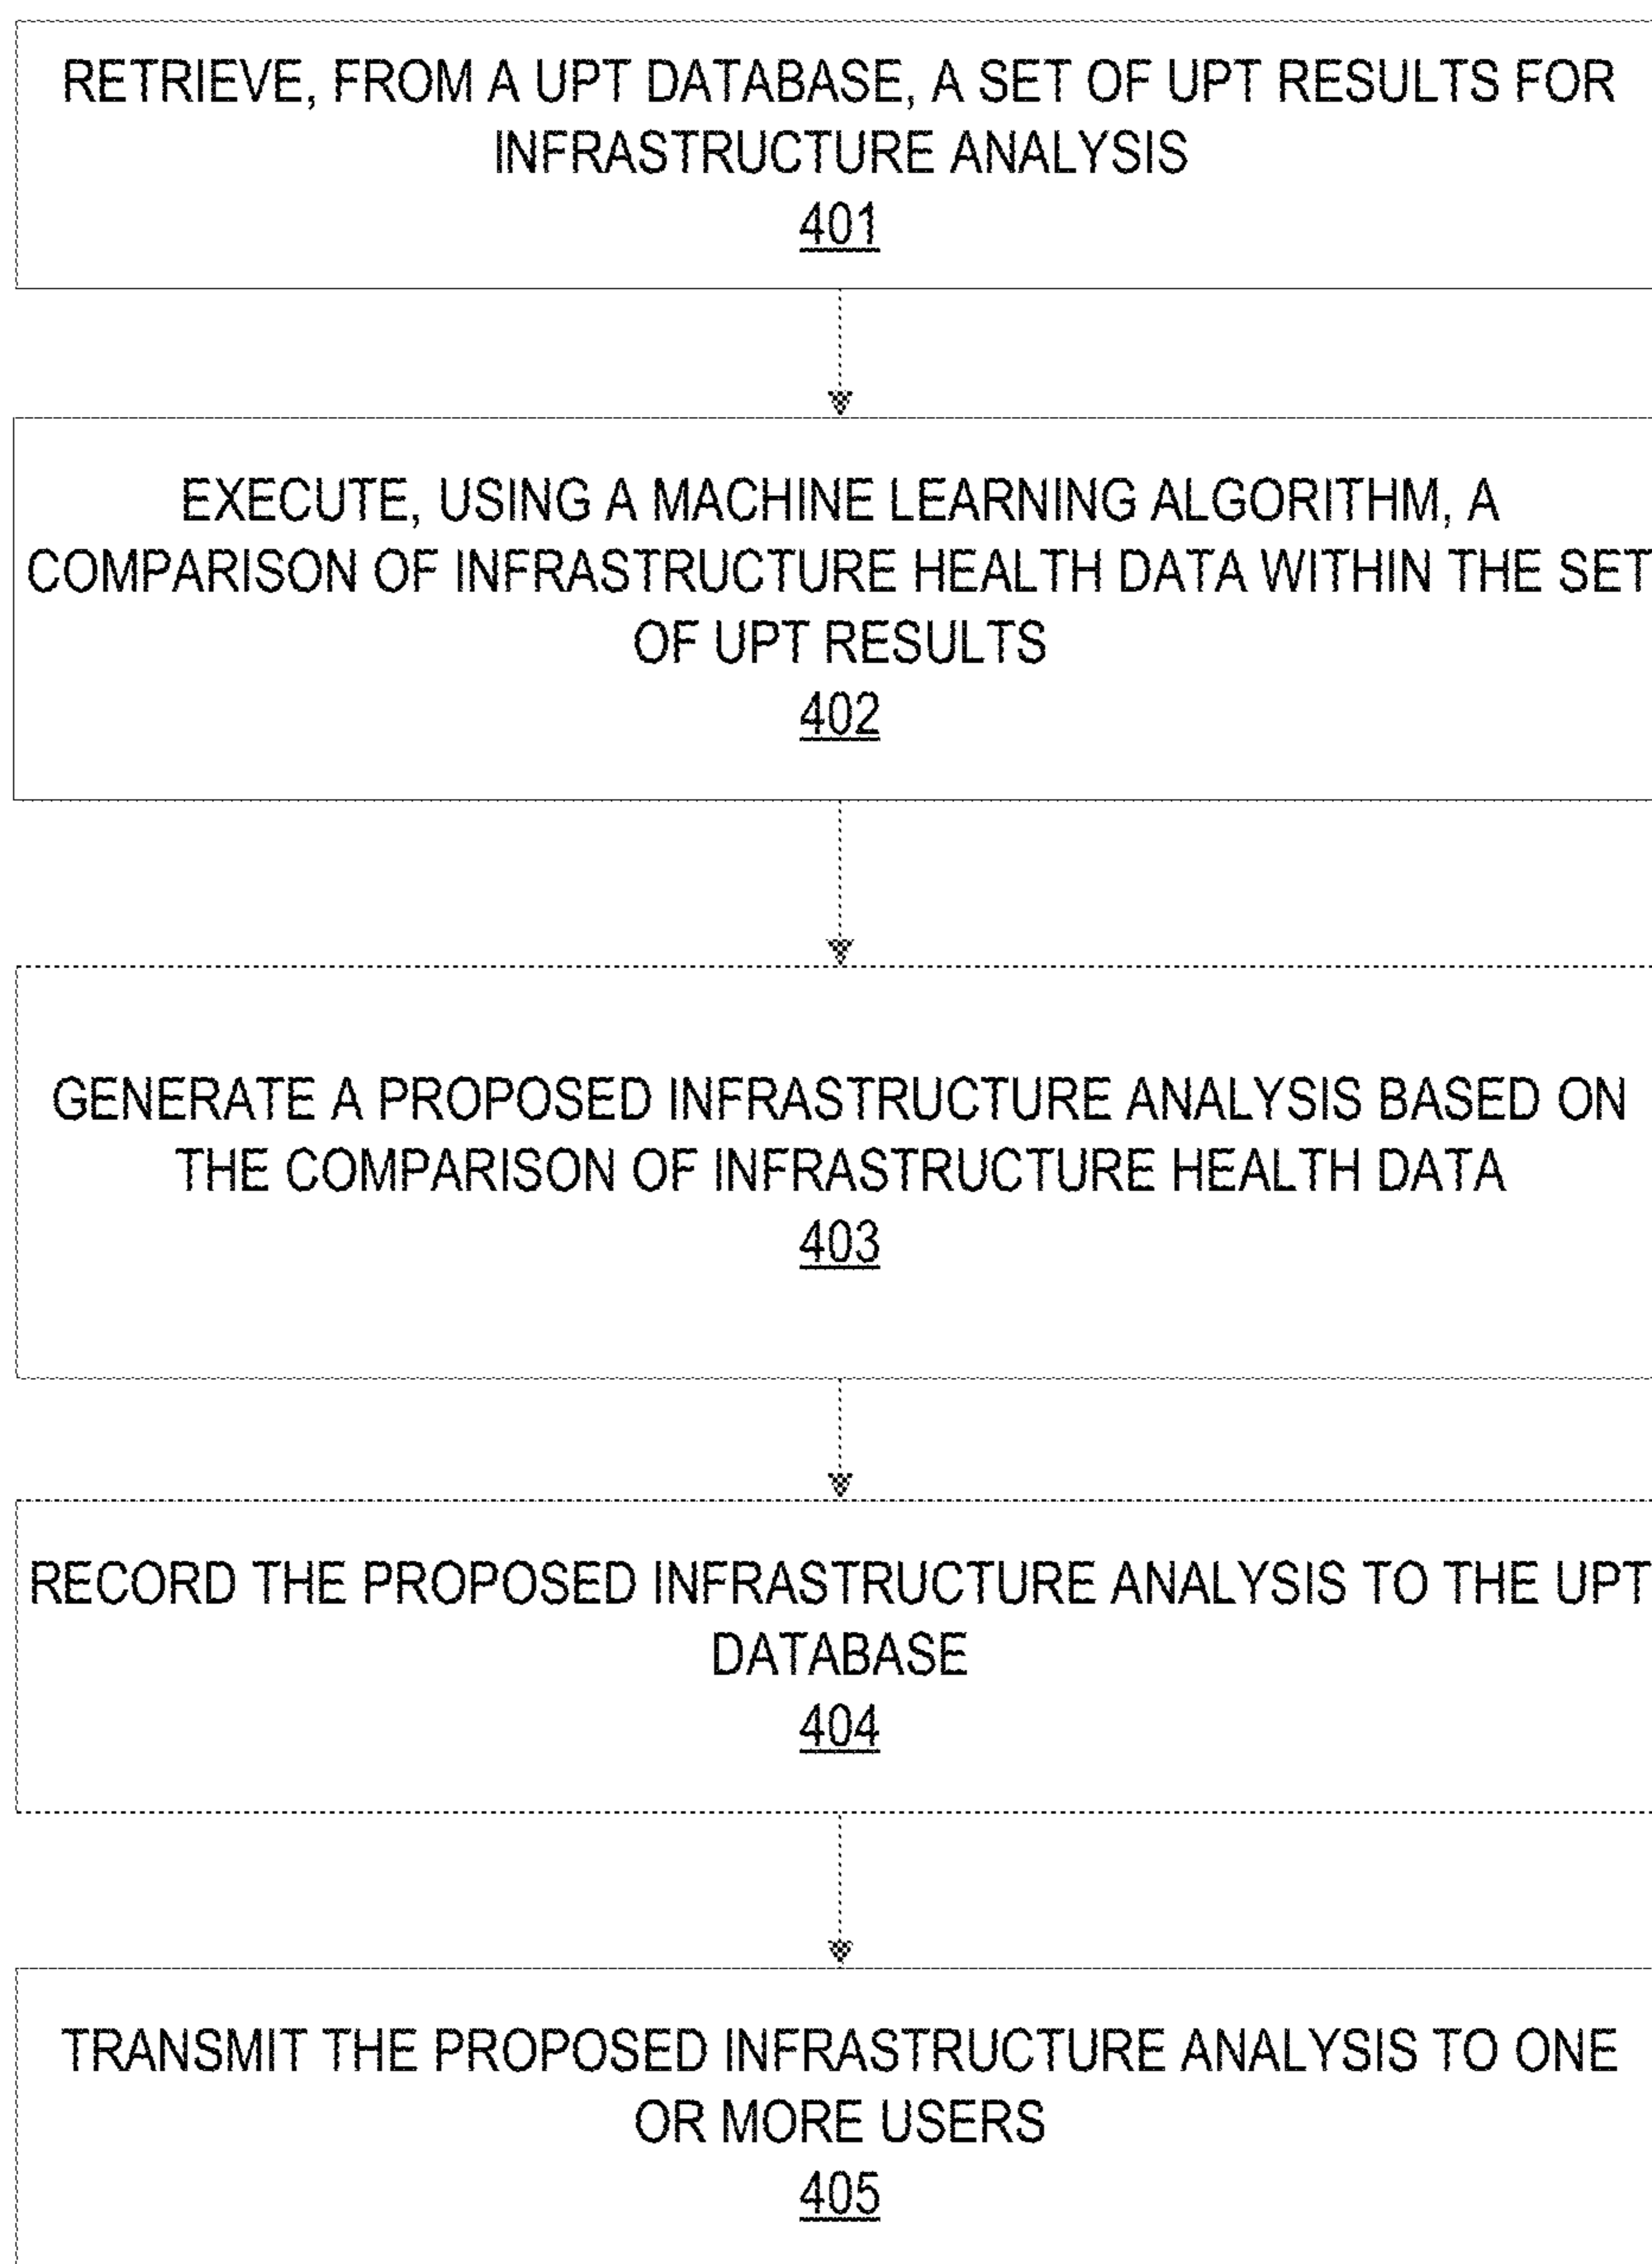 RETRIEVE, FROM A UPT DATABASE, A SET OF UPT RESULTS FOR
INFRASTRUCTURE ANALYSIS
401
EXECUTE, USING A MACHINE LEARNING ALGORITHM, A
COMPARISON OF INFRASTRUCTURE HEALTH DATA WITHIN THE SET
OF UPT RESULTS
402
GENERATE A PROPOSED INFRASTRUCTURE ANALYSIS BASED ON
THE COMPARISON OF INFRASTRUCTURE HEALTH DATA
403
RECORD THE PROPOSED INFRASTRUCTURE ANALYSIS TO THE UPT
DATABASE
404
TRANSMIT THE PROPOSED INFRASTRUCTURE ANALYSIS TO ONE
OR MORE USERS
405